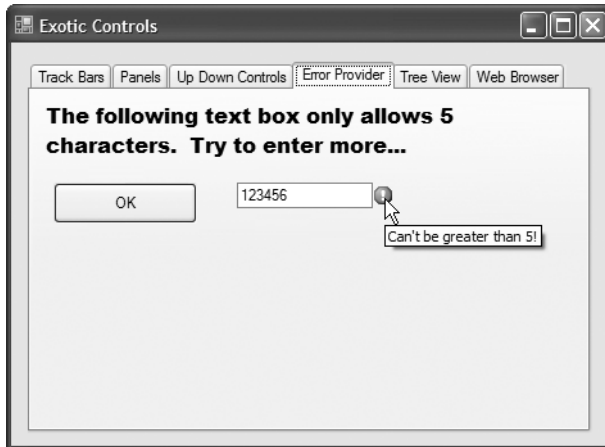 Exotic Controls
Track Bars Panels Up Down Controls Error Provider Tree View Web Browser
The following text box only allows 5
characters. Try to enter more...
OK 123456
Can't be greater than 5!